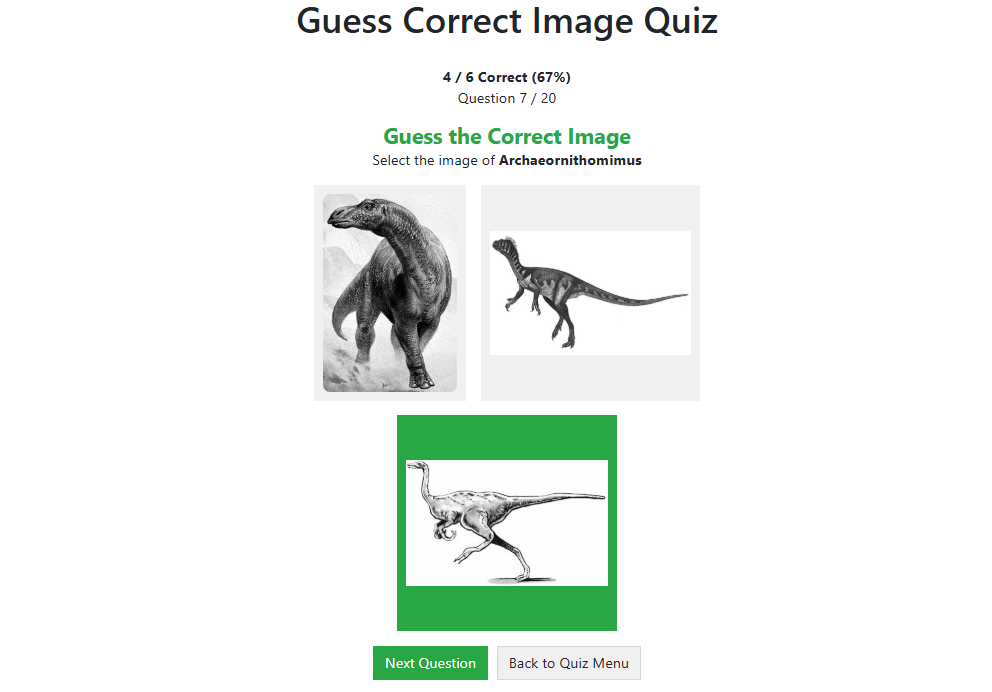 Guess Correct Image Quiz
4 / 6 Correct (67%)
Question 7 / 20
Guess the Correct Image
Select the image of Archaeornithomimus
Next Question
Back to Quiz Menu